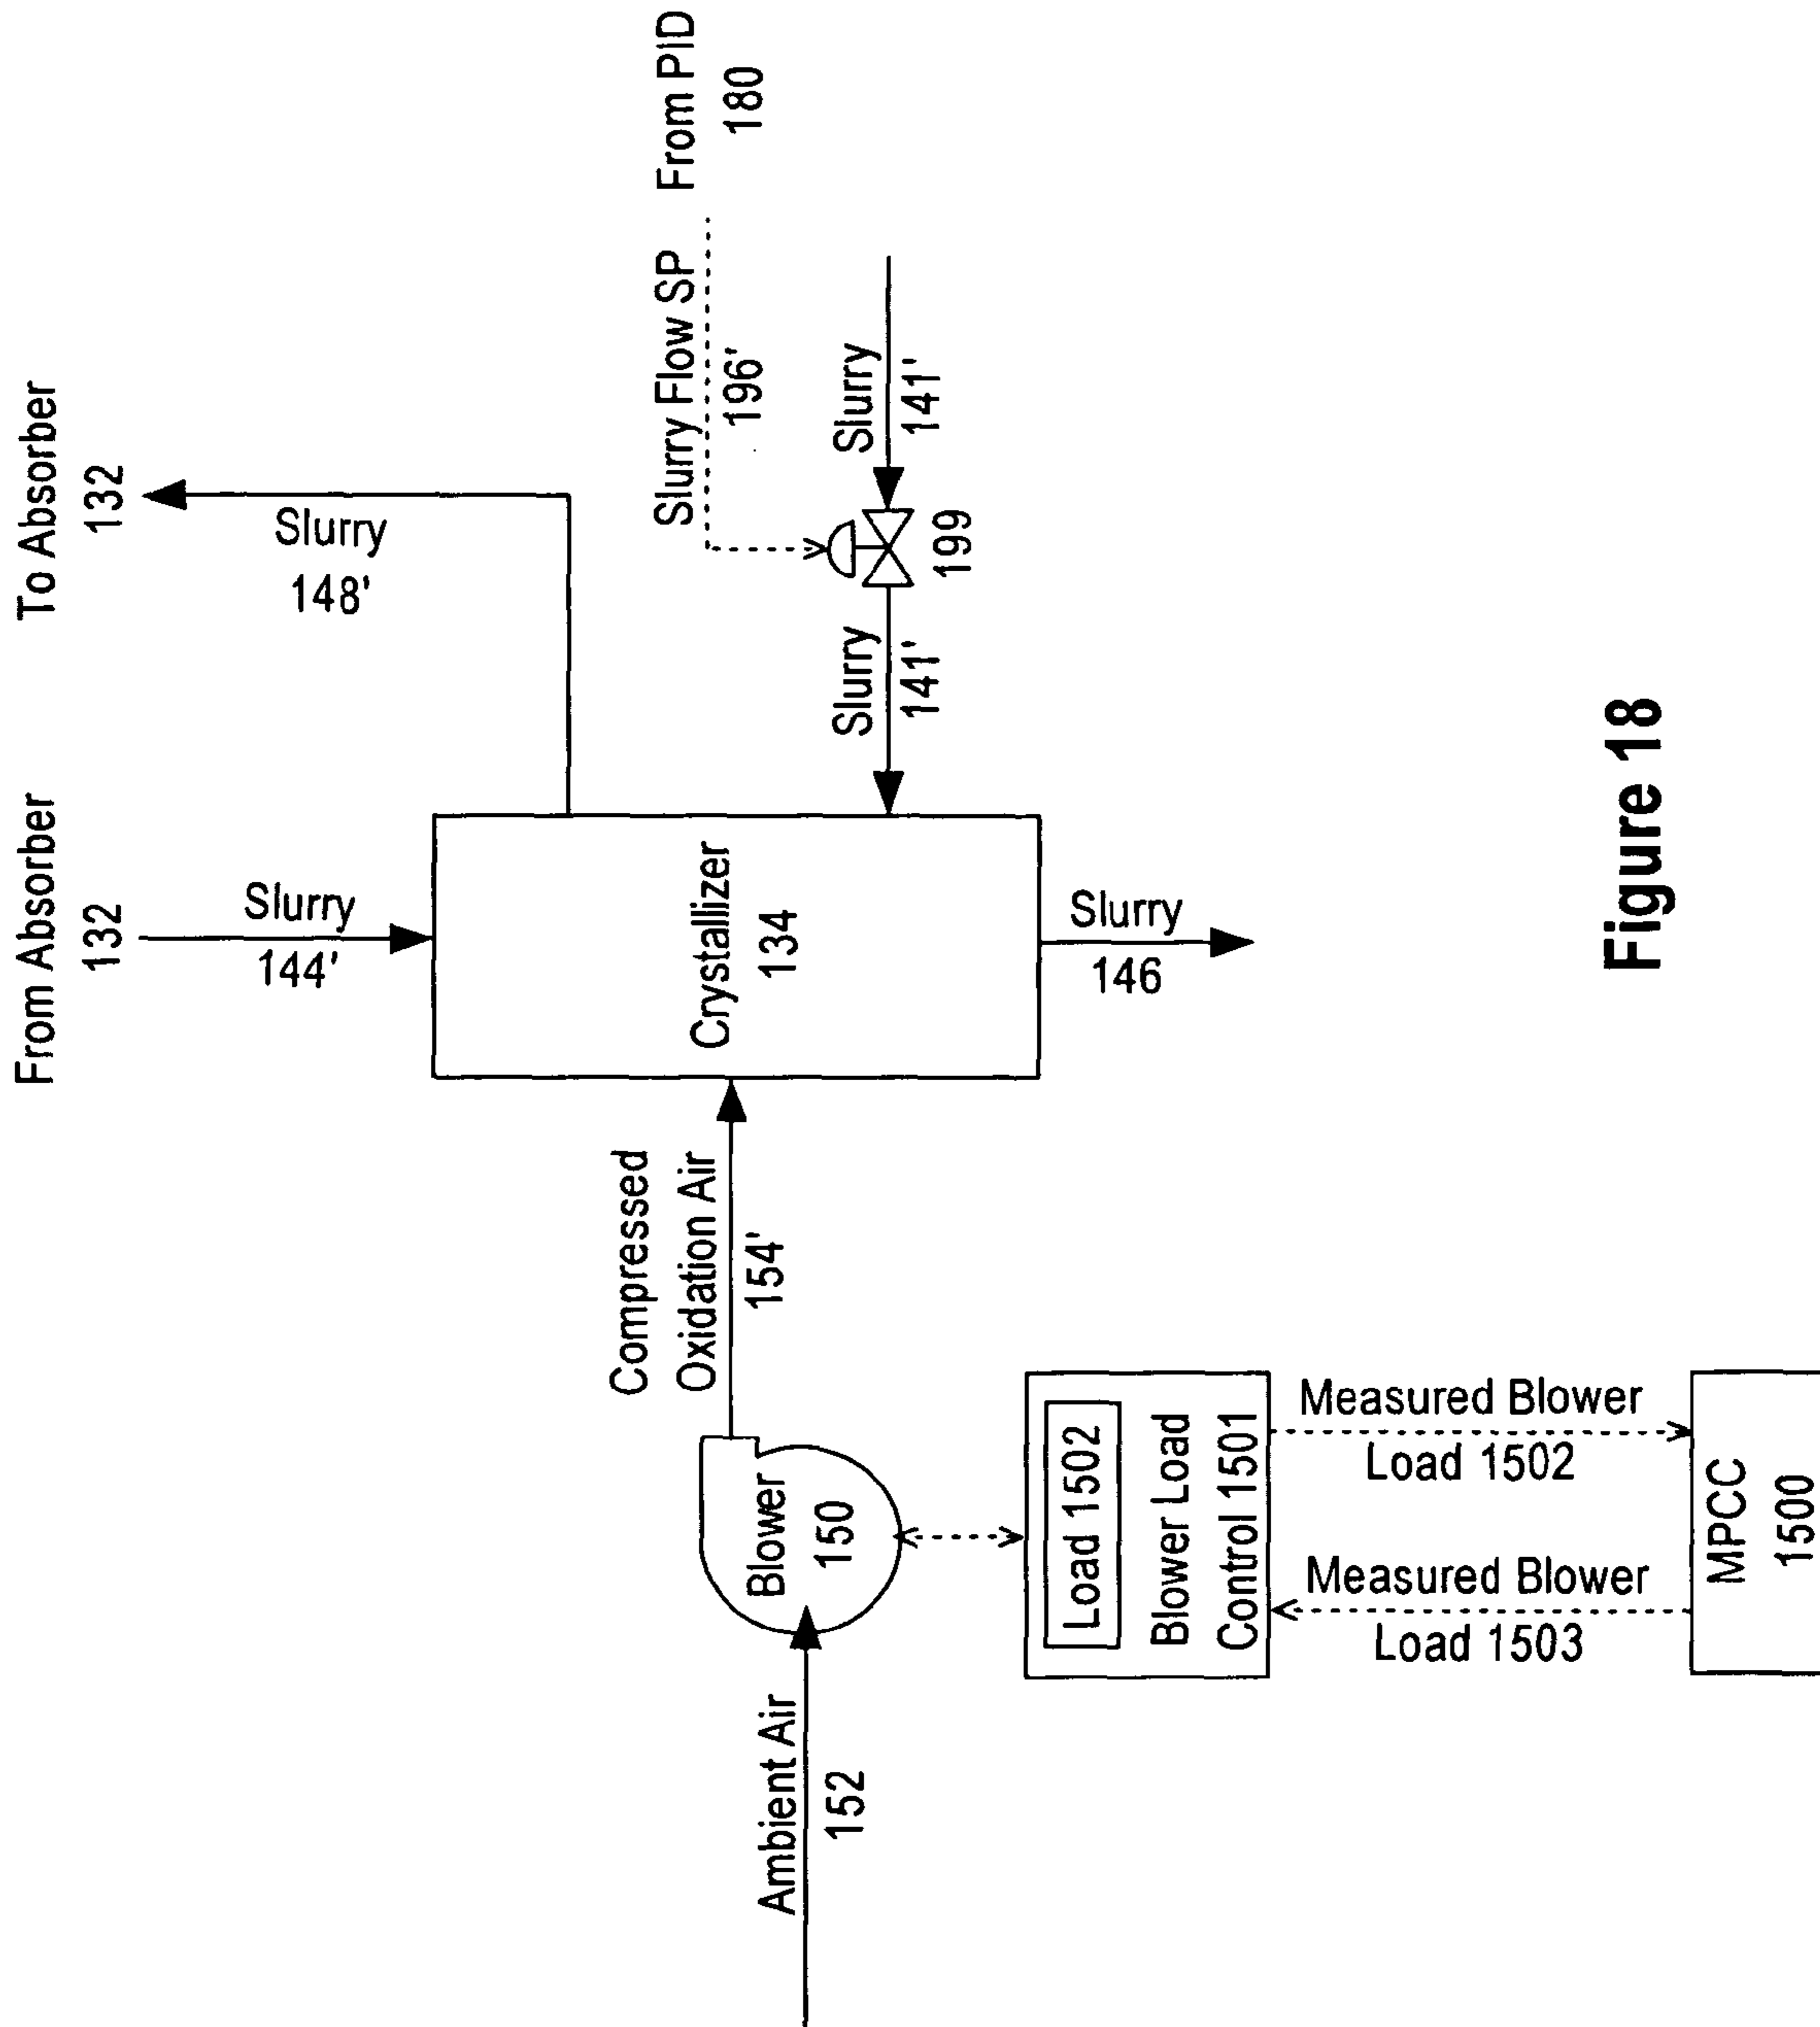 From Absorber
132
To Absorber
132
Slurry
144'
Slurry
148'
Slurry Flow SP
196'
From PID
180
Compressed
Oxidation Air
154'
Crystallizer
134
Slurry
141'
Slurry
141'
199
Ambient Air
152
Blower
150
Slurry
146
Load 1502
Blower Load
Control 1501
Measured Blower
Load 1503
Measured Blower
Load 1502
MPCC
1500
Figure 18